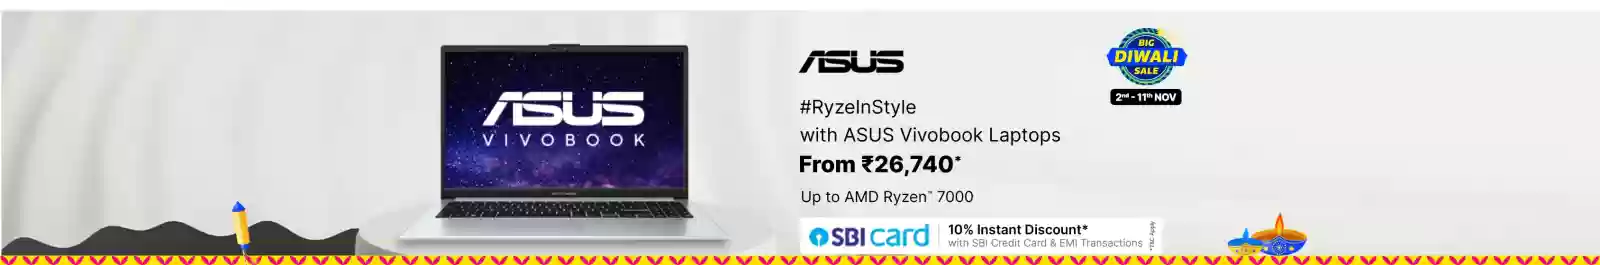 ASUS
VIVOBOOK
ASUS
#RyzeInStyle
with ASUS Vivobook Laptops
From ₹26,740*
Up to AMD Ryzen™ 7000
SBI card
10% Instant Discount*
with SBI Credit Card & EMI Transactions
*T&C Apply
BIG
DIWALI
SALE
2nd - 11th NOV